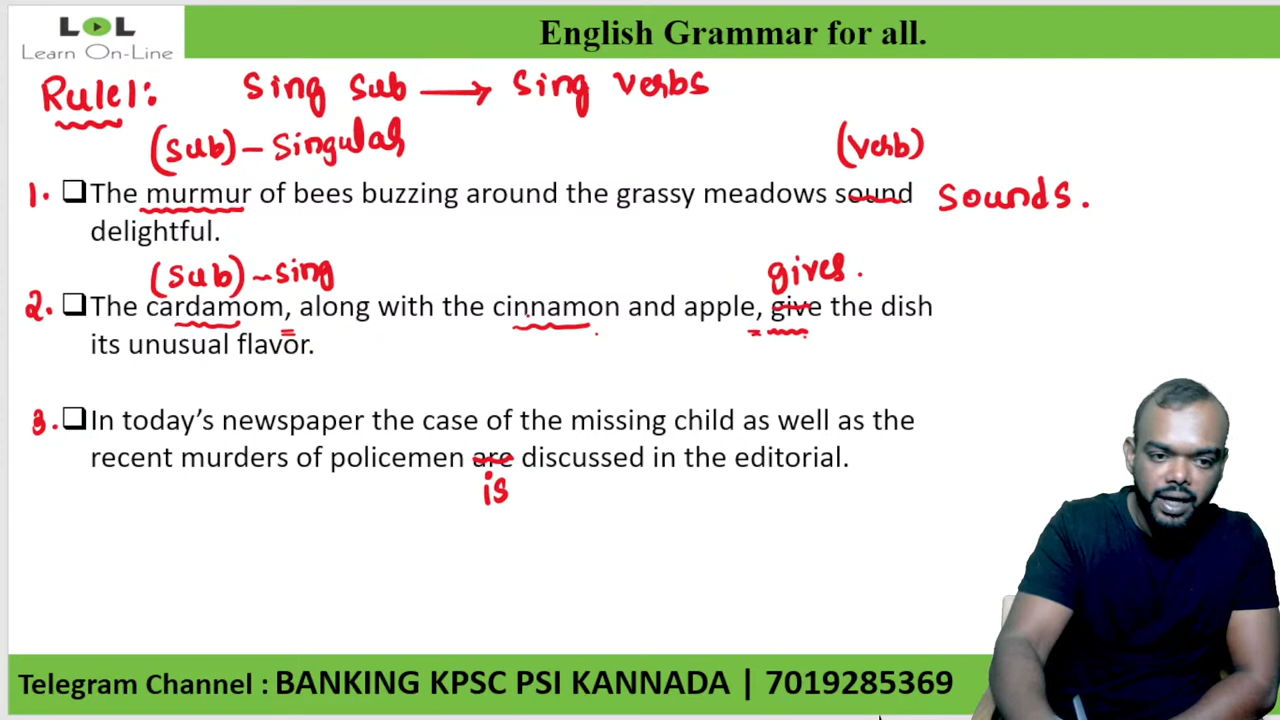 LOL
Learn On-Line
English Grammar for all.
Rule1: Sing Sub → Sing verbs
(Sub) - Singular
(verb)
1. The murmur of bees buzzing around the grassy meadows sound sounds.
delightful.
(Sub) - Sing
gives.
2. The cardamom, along with the cinnamon and apple, give the dish
its unusual flavor.
3. In today's newspaper the case of the missing child as well as the
recent murders of policemen are discussed in the editorial.
is
Telegram Channel : BANKING KPSC PSI KANNADA | 7019285369